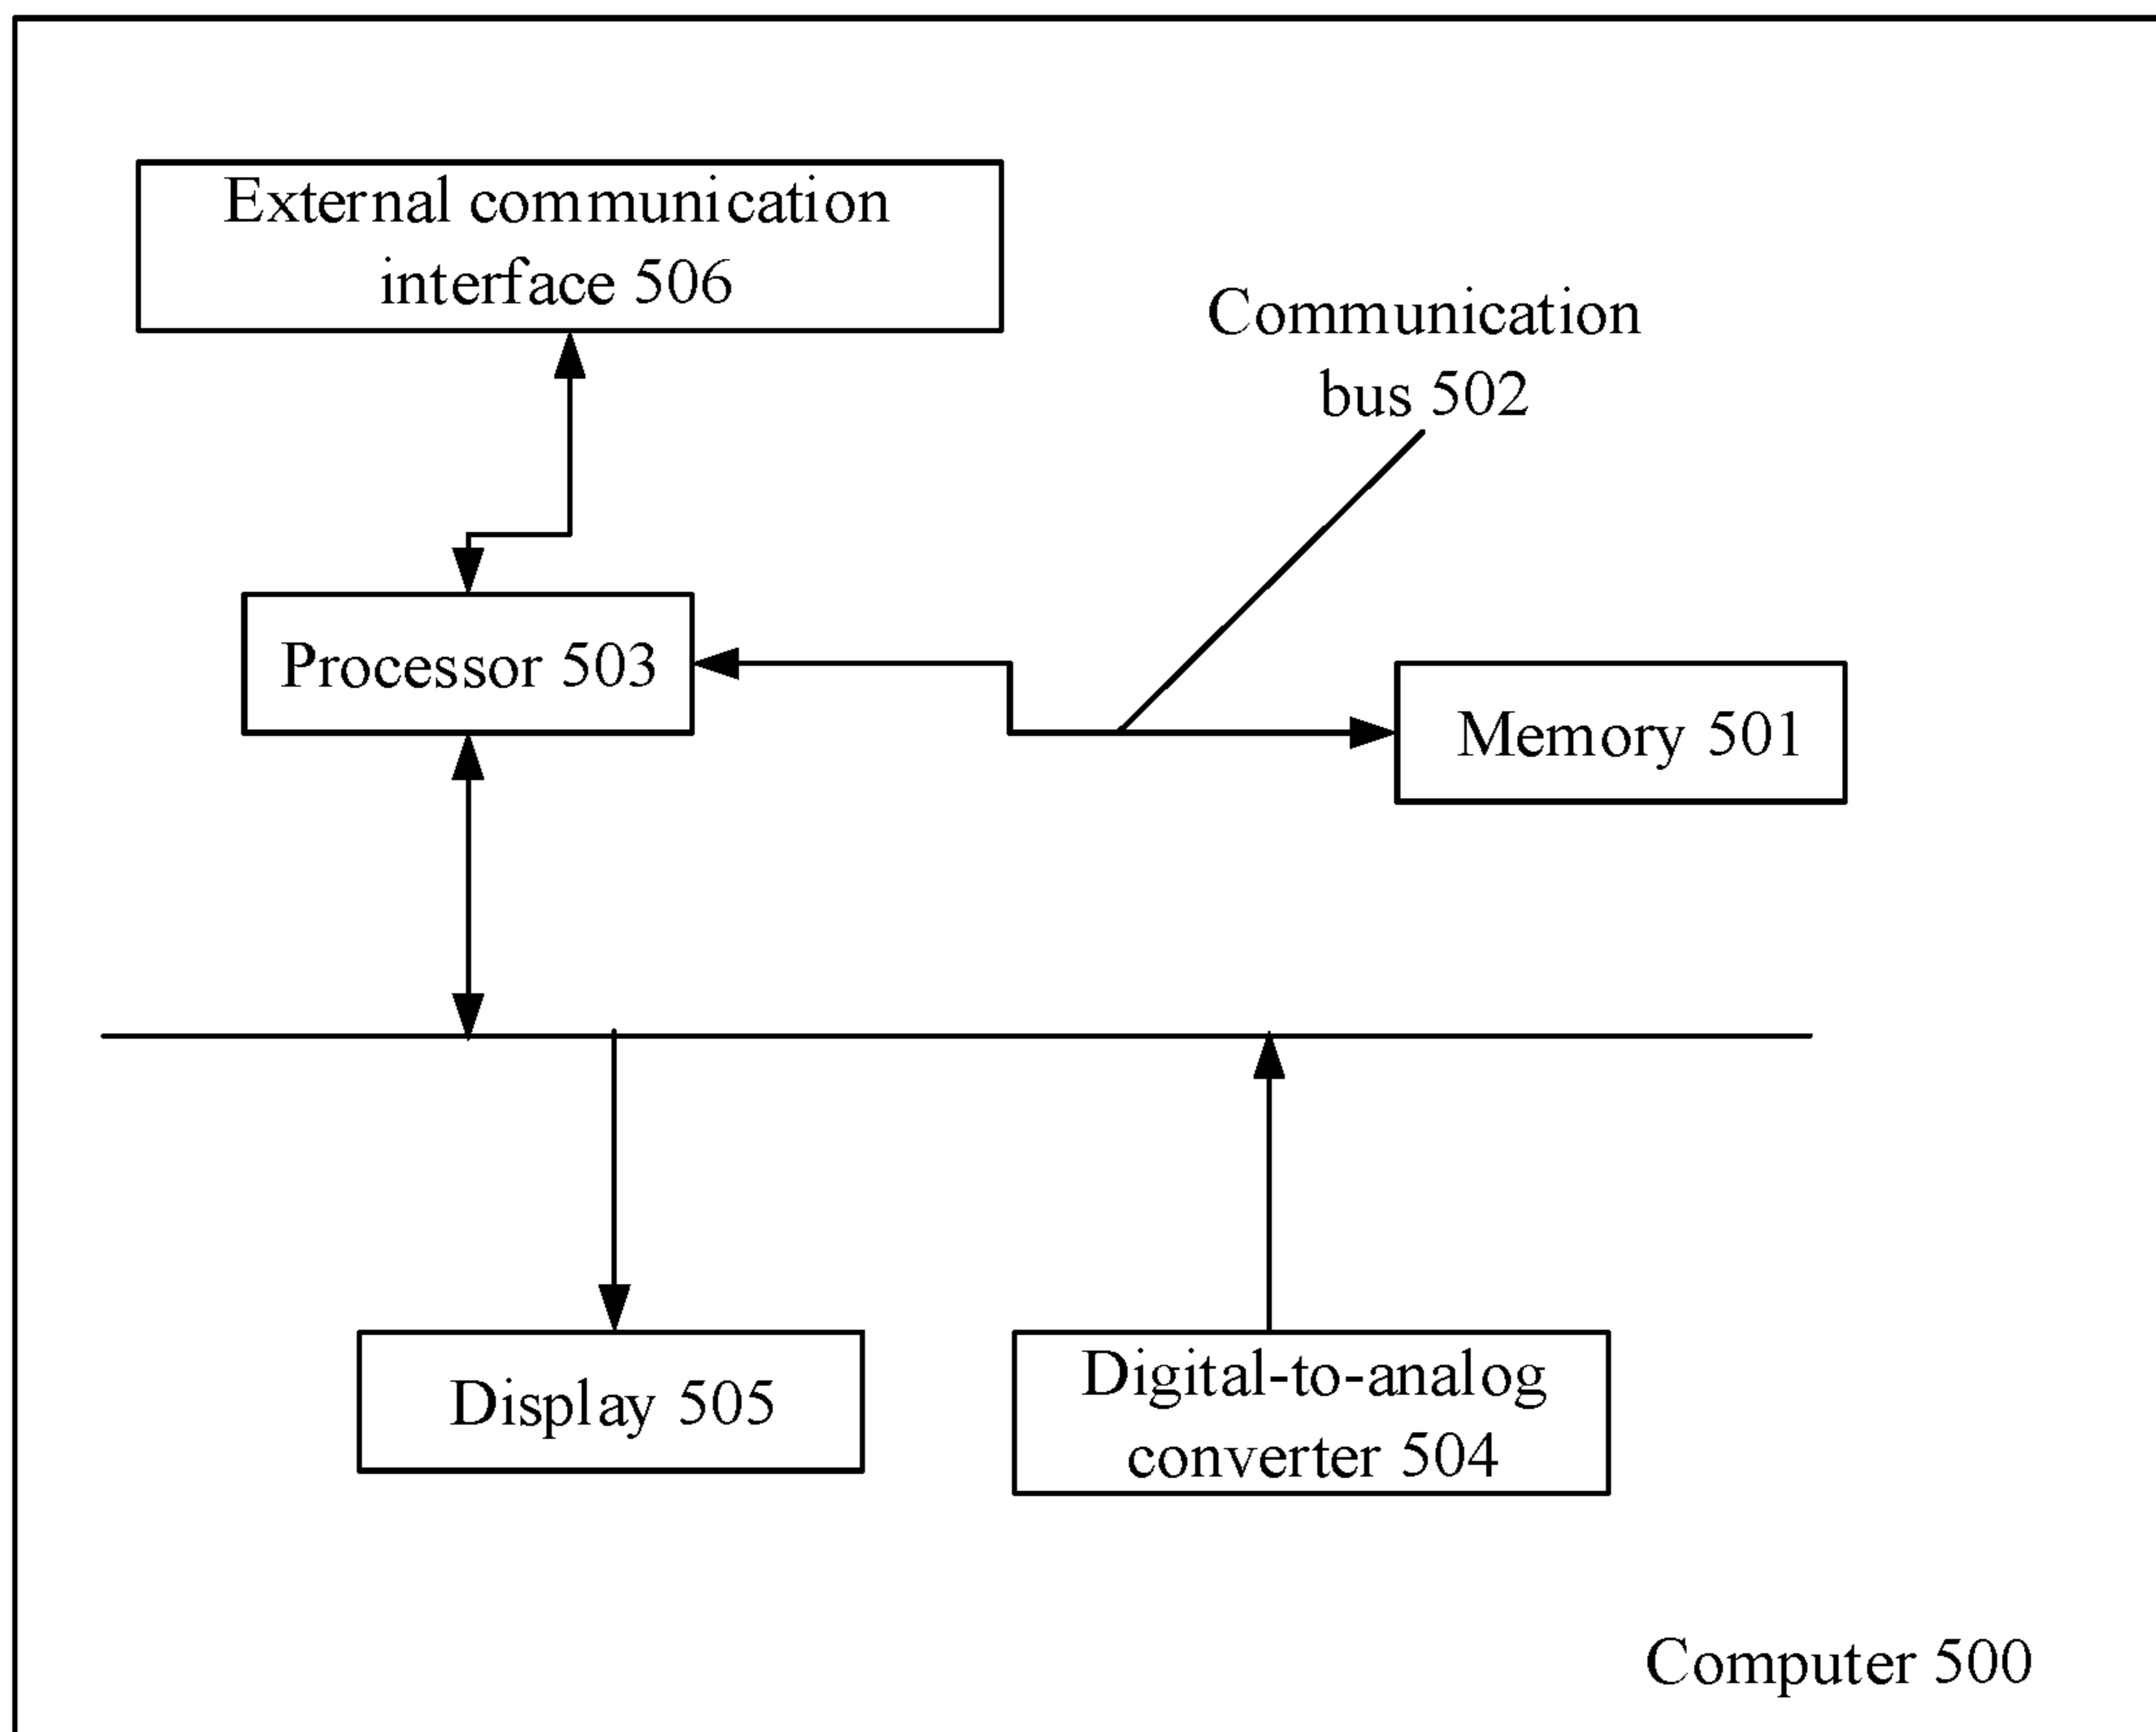 External communication
interface 506
Communication
bus 502
Processor 503
Memory 501
Display 505
Digital-to-analog
converter 504
Computer 500